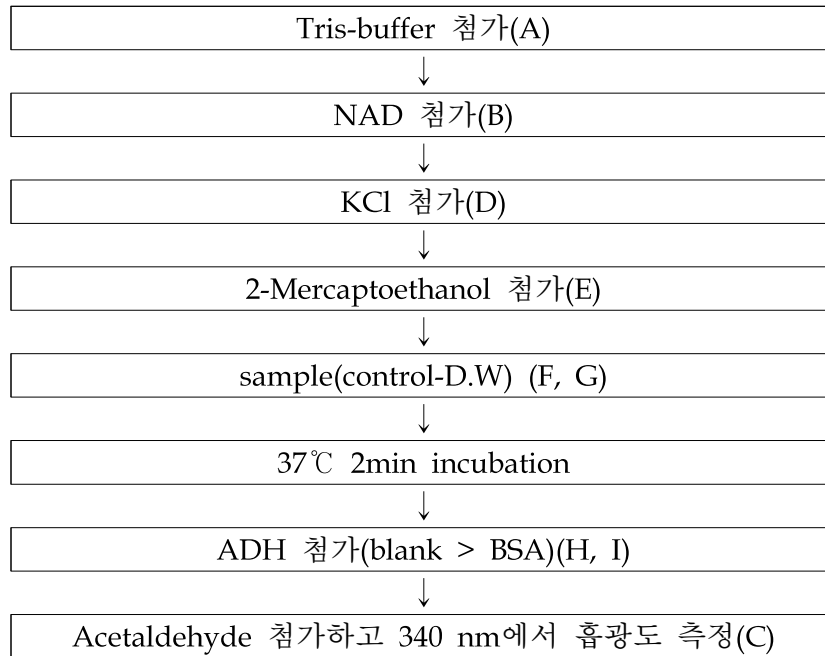 Tris-buffer 첨가(A)
↓
NAD 첨가(B)
↓
KCl 첨가(D)
↓
2-Mercaptoethanol 첨가(E)
↓
sample(control-D.W) (F, G)
↓
37℃ 2min incubation
↓
ADH 첨가(blank > BSA)(H, I)
↓
Acetaldehyde 첨가하고 340 nm에서 흡광도 측정(C)